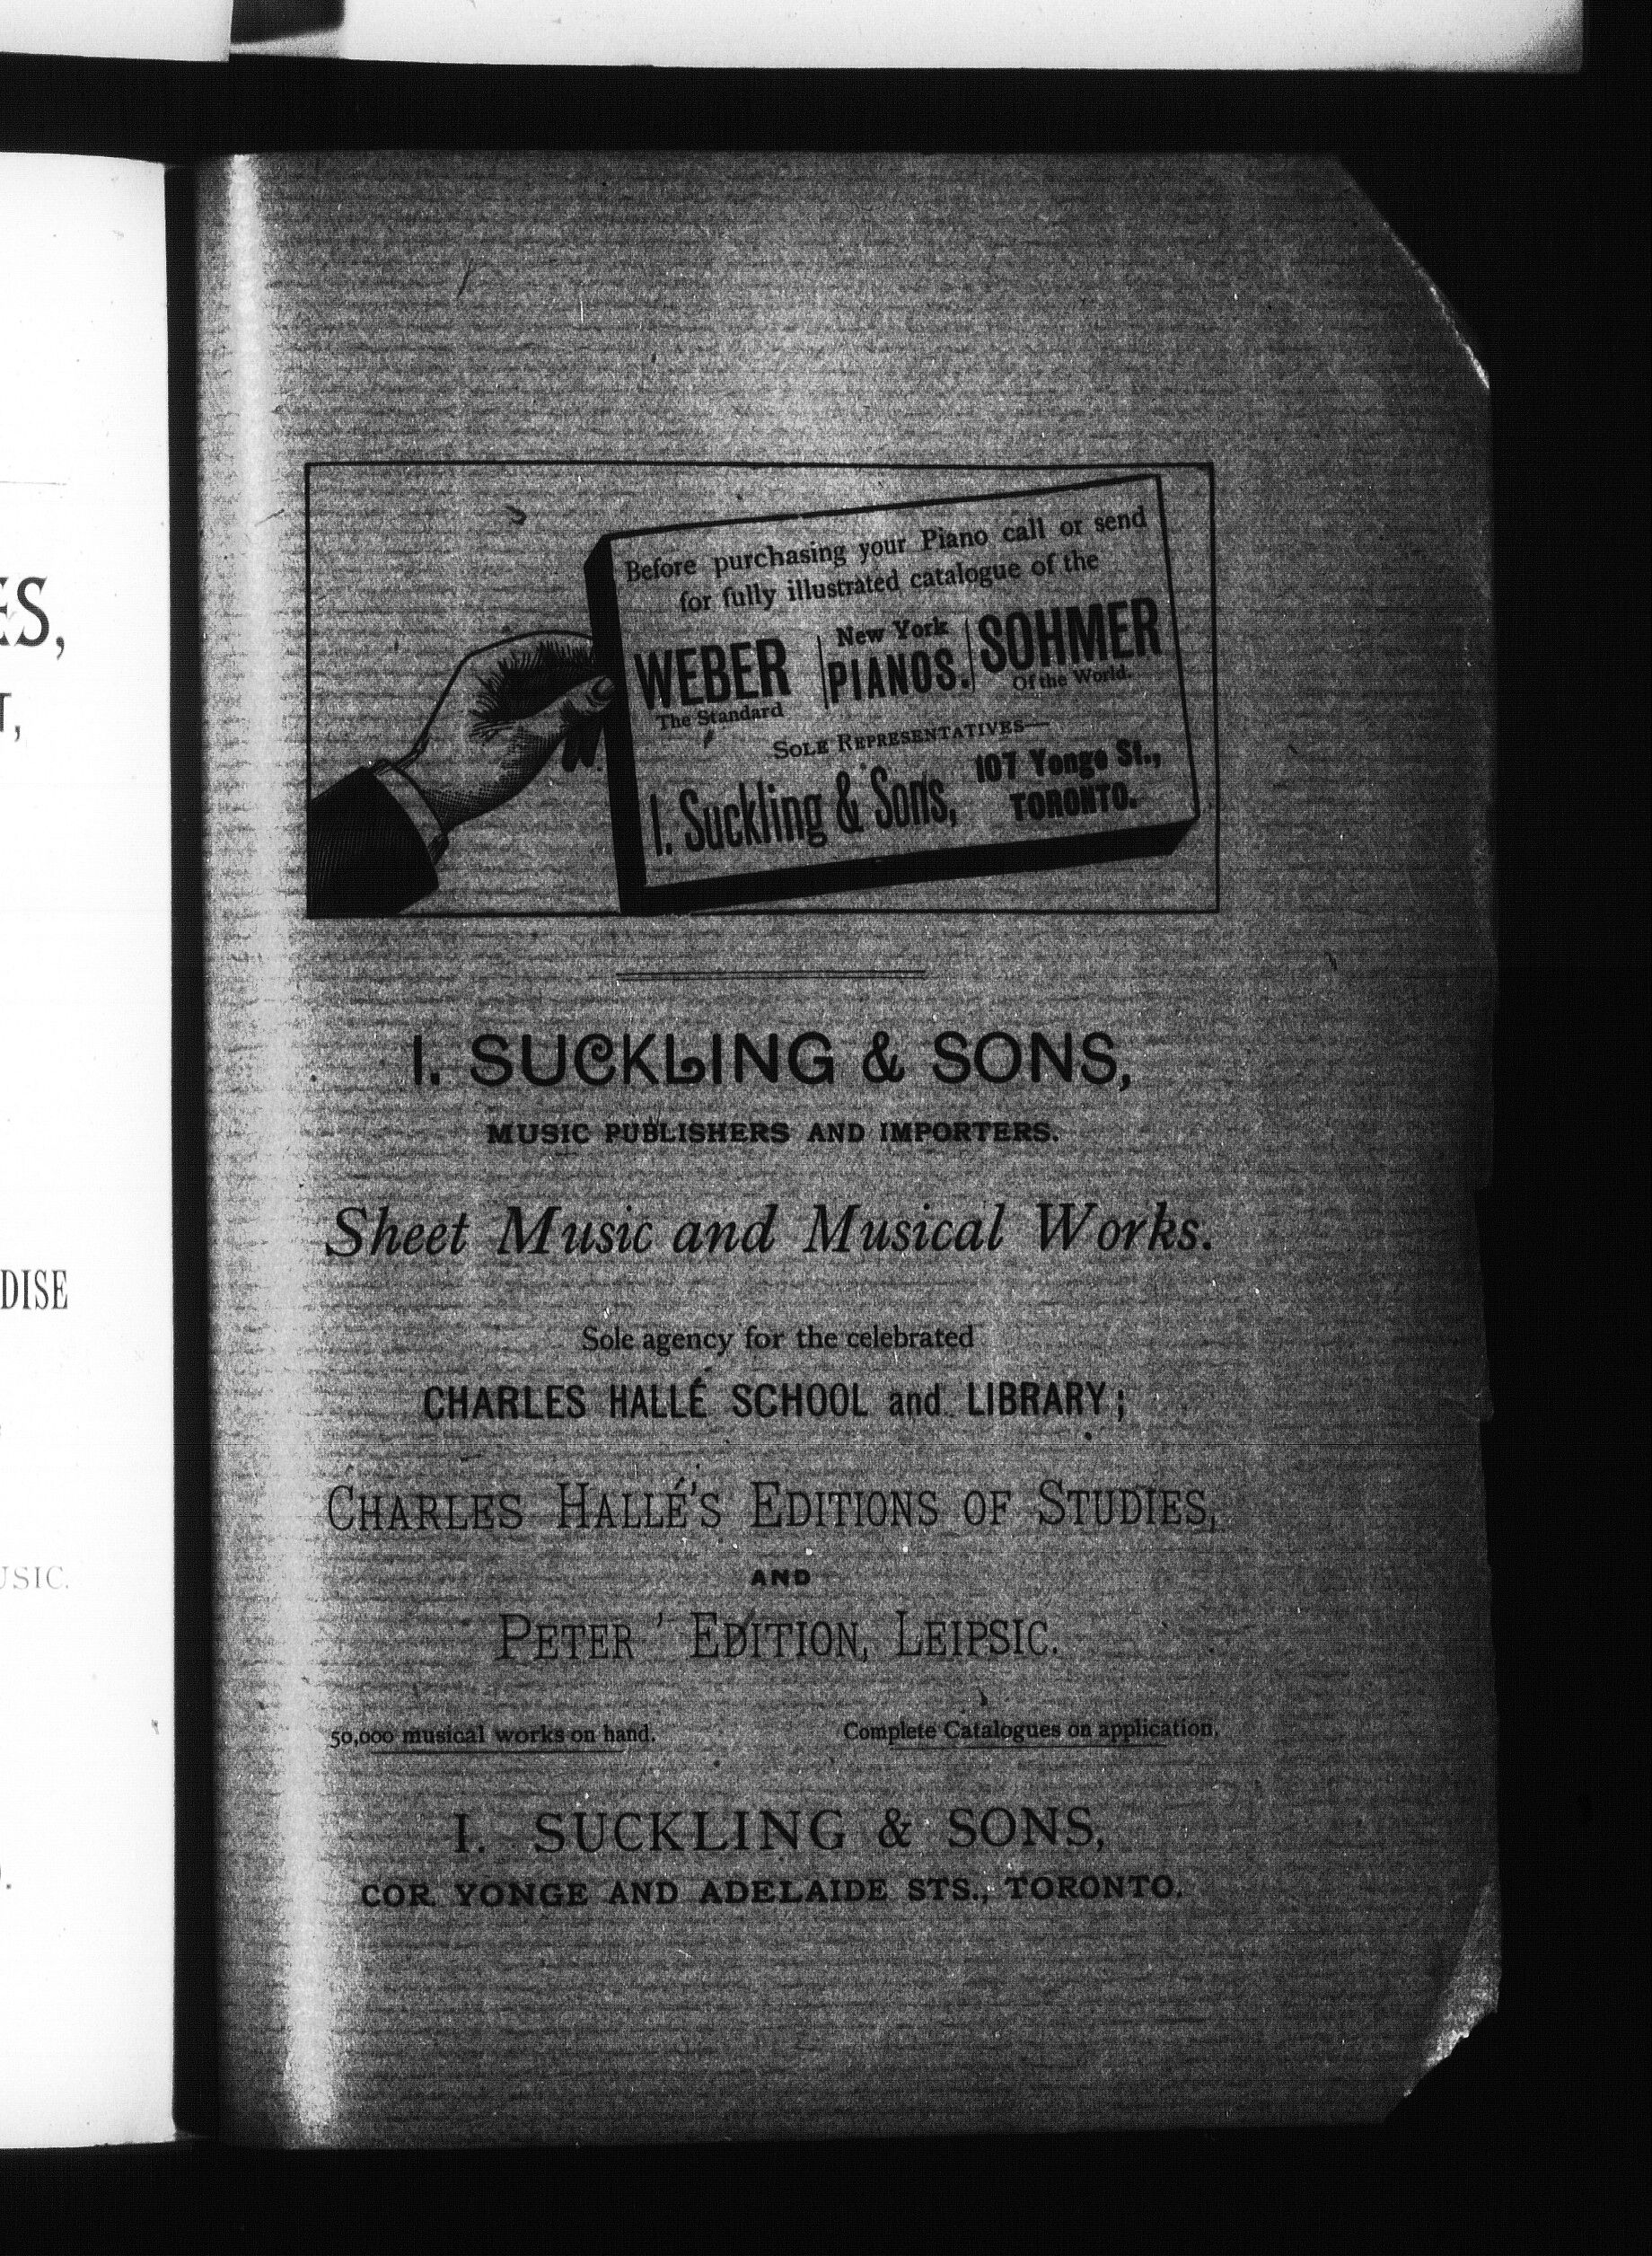 ES,
T,
DISE
USIC.
Before purchasing your Piano call or send
for fully illustrated catalogue of the
WEBER New York PIANOS. SOHMER
The Standard Of the World.
SOLE REPRESENTATIVES—
I. Suckling & Sons, 107 Yonge St.,
TORONTO.
I. SUCKLING & SONS,
MUSIC PUBLISHERS AND IMPORTERS.
Sheet Music and Musical Works.
Sole agency for the celebrated
CHARLES HALLÉ SCHOOL and LIBRARY;
CHARLES HALLÉ'S EDITIONS OF STUDIES,
AND
PETER ' EDITION, LEIPSIC.
50,000 musical works on hand. Complete Catalogues on application.
I. SUCKLING & SONS,
COR. YONGE AND ADELAIDE STS., TORONTO.